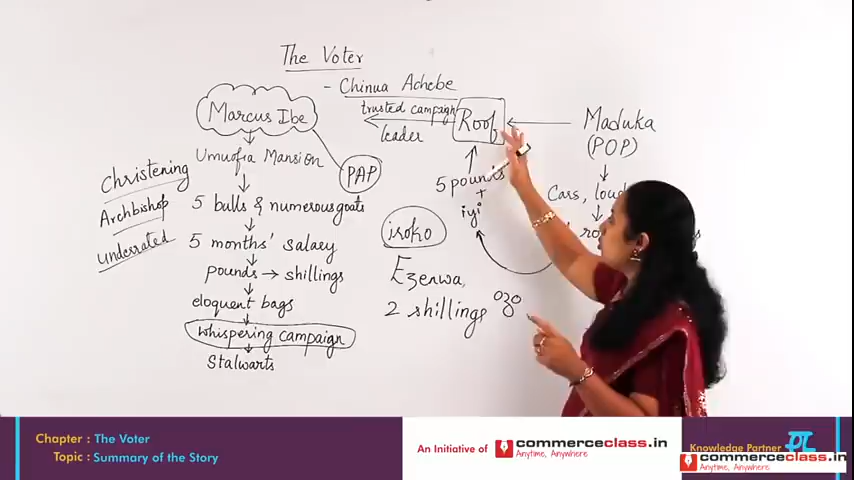 The Voter
- Chinua Achebe
Marcus Ibe
trusted campaign
leader
Roof
Maduka
(POP)
Umuofia Mansion
PAP
Christening
Archbishop
underrated
5 bulls & numerous goats
5 months' salary
pounds → shillings
eloquent bags
whispering campaign
Stalwarts
5 pounds
+
iyi
iroko
Ezenwa,
2 shillings
ozo
Cars,
Chapter : The Voter
Topic : Summary of the Story
An Initiative of commerceclass.in
Anytime, Anywhere
Knowledge Partner
commerceclass.in
Anytime, Anywhere